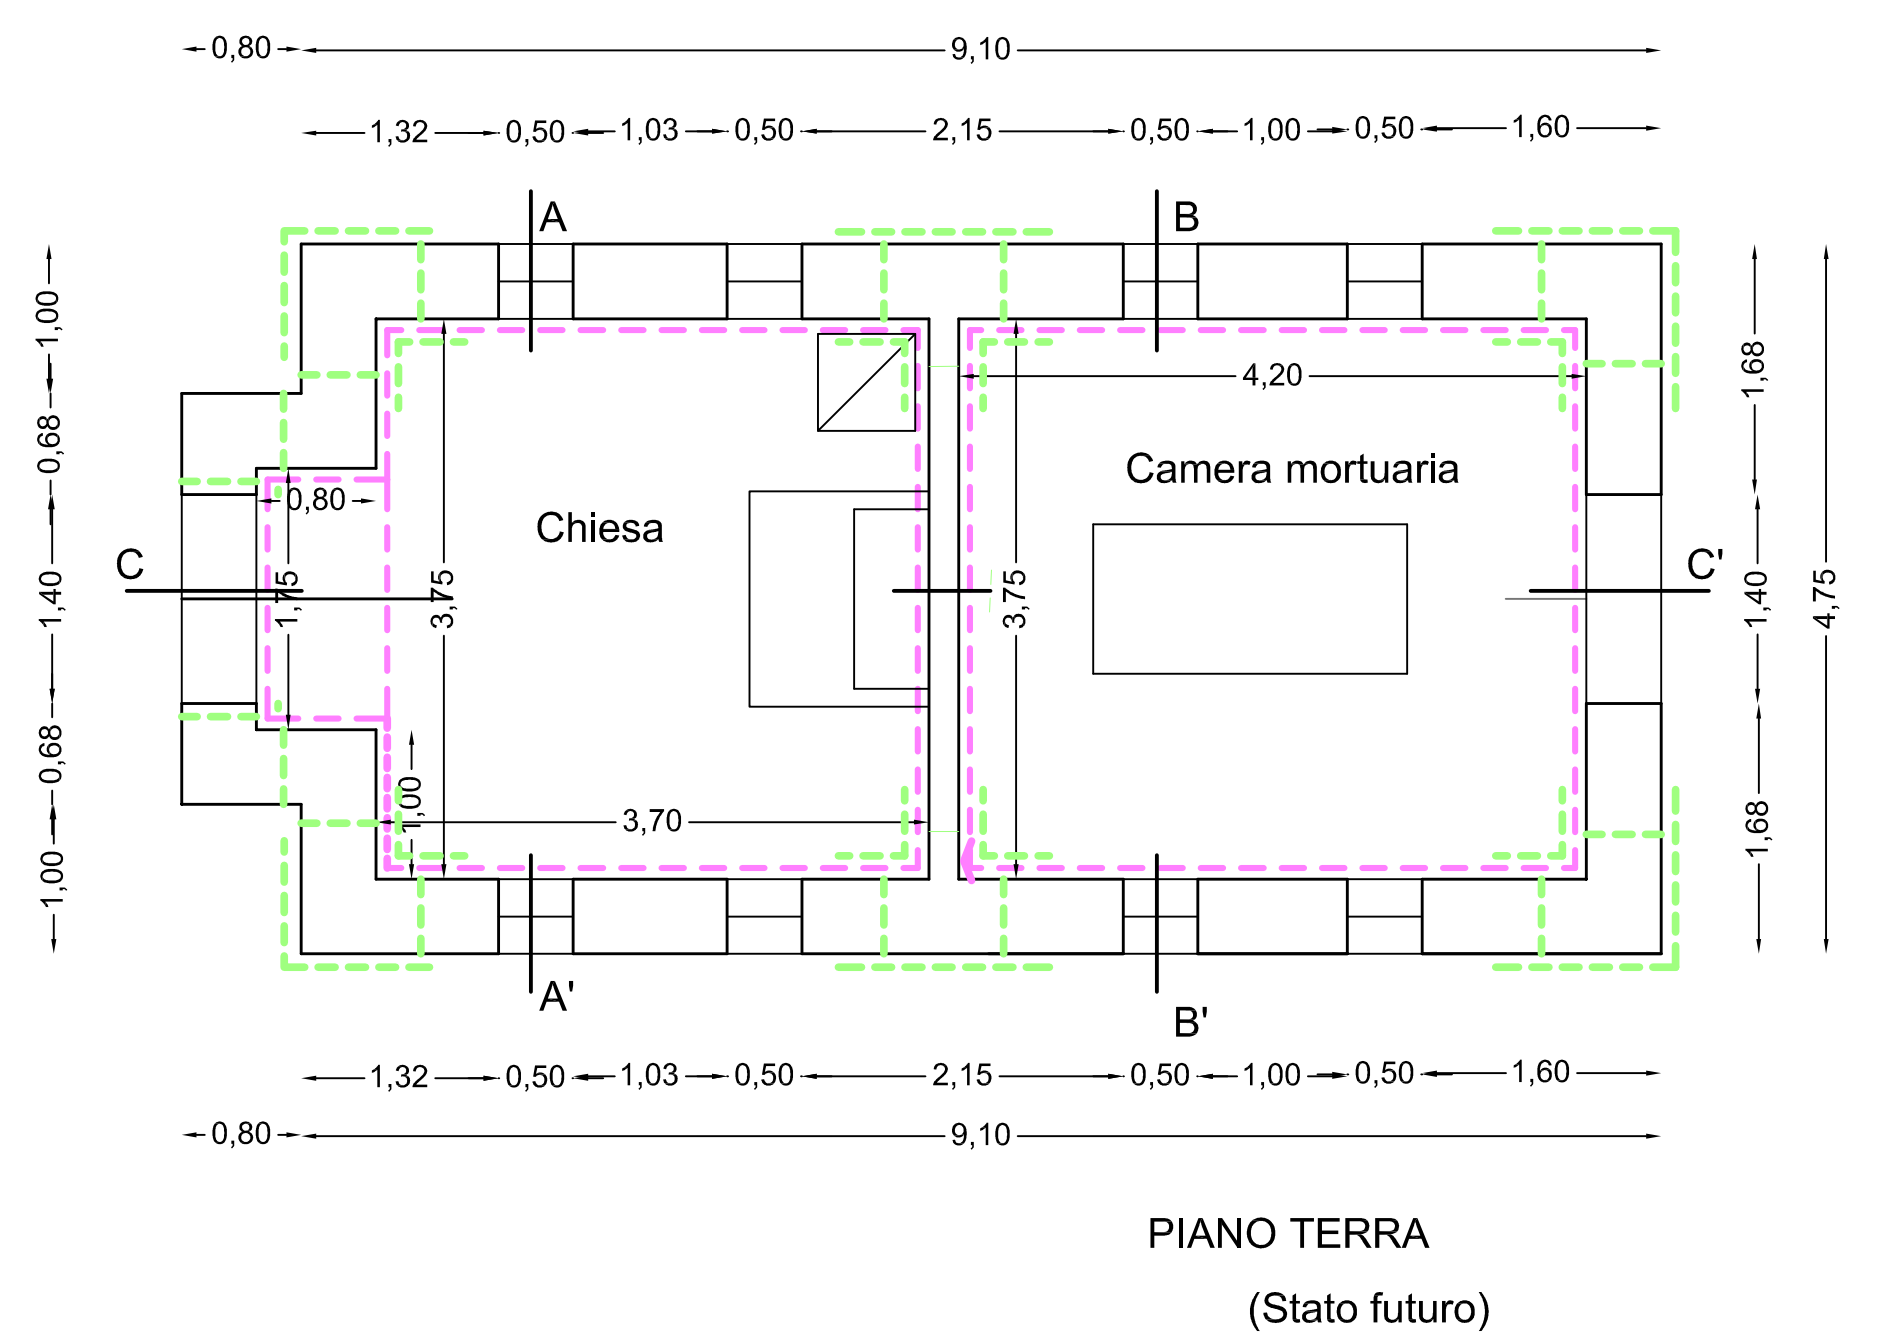 0,80 9,10
1,32 0,50 1,03 0,50 2,15 0,50 1,00 0,50 1,60
A B
1,00
0,68
1,40
0,68
1,00
1,68
1,40
1,68
4,75
4,20
Camera mortuaria
0,80
Chiesa
C C'
1,75
3,75
3,75
1,00
3,70
A' B'
1,32 0,50 1,03 0,50 2,15 0,50 1,00 0,50 1,60
0,80 9,10
PIANO TERRA
(Stato futuro)